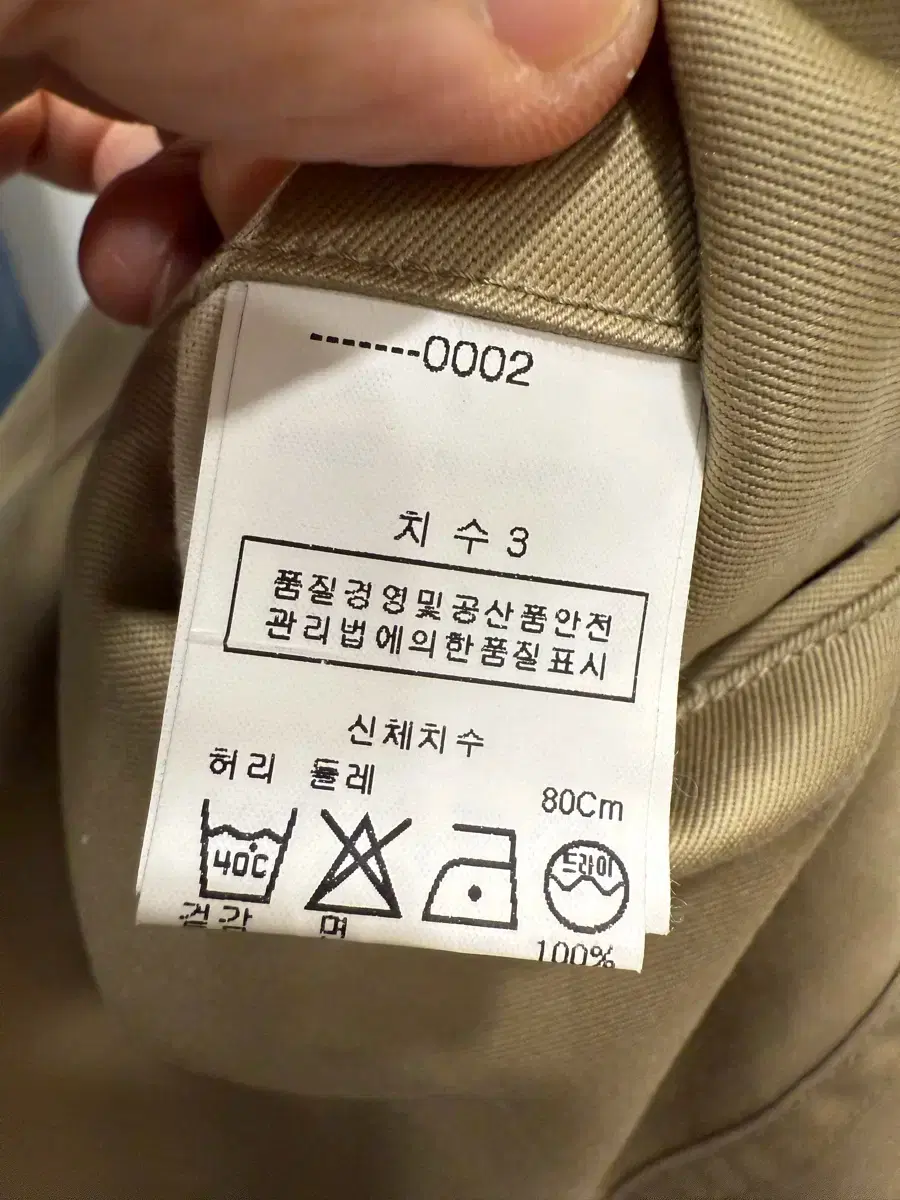 -------0002
치 수 3
품질경영및공산품안전
관리법에의한품질표시
신체치수
허리 둘레 80Cm
40°C
드라이
겉감 면 100%